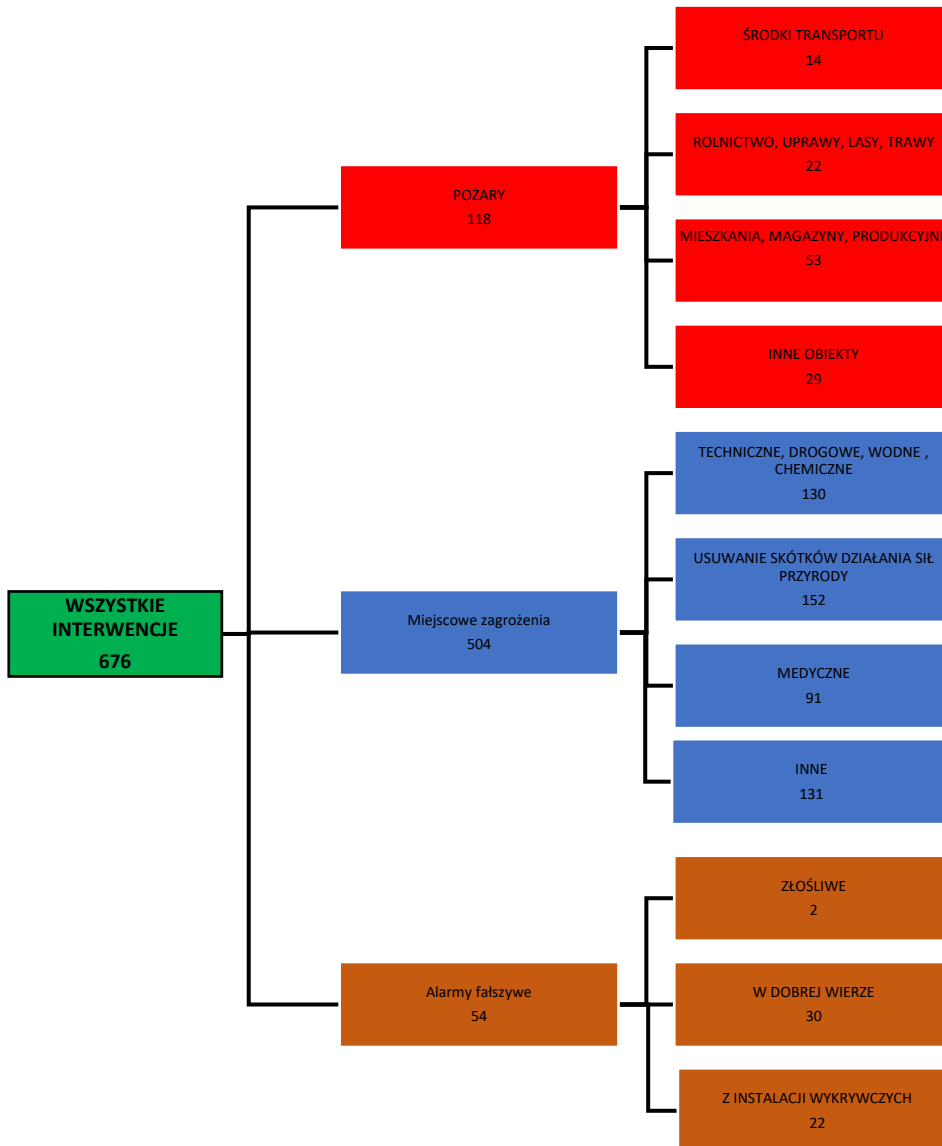 WSZYSTKIE
INTERWENCJE
676
POŻARY
118
ŚRODKI TRANSPORTU
14
ROLNICTWO, UPRAWY, LASY, TRAWY
22
MIESZKANIA, MAGAZYNY, PRODUKCYJNE
53
INNE OBIEKTY
29
Miejscowe zagrożenia
504
TECHNICZNE, DROGOWE, WODNE ,
CHEMICZNE
130
USUWANIE SKÓTKÓW DZIAŁANIA SIŁ
PRZYRODY
152
MEDYCZNE
91
INNE
131
Alarmy fałszywe
54
ZŁOŚLIWE
2
W DOBREJ WIERZE
30
Z INSTALACJI WYKRYWCZYCH
22